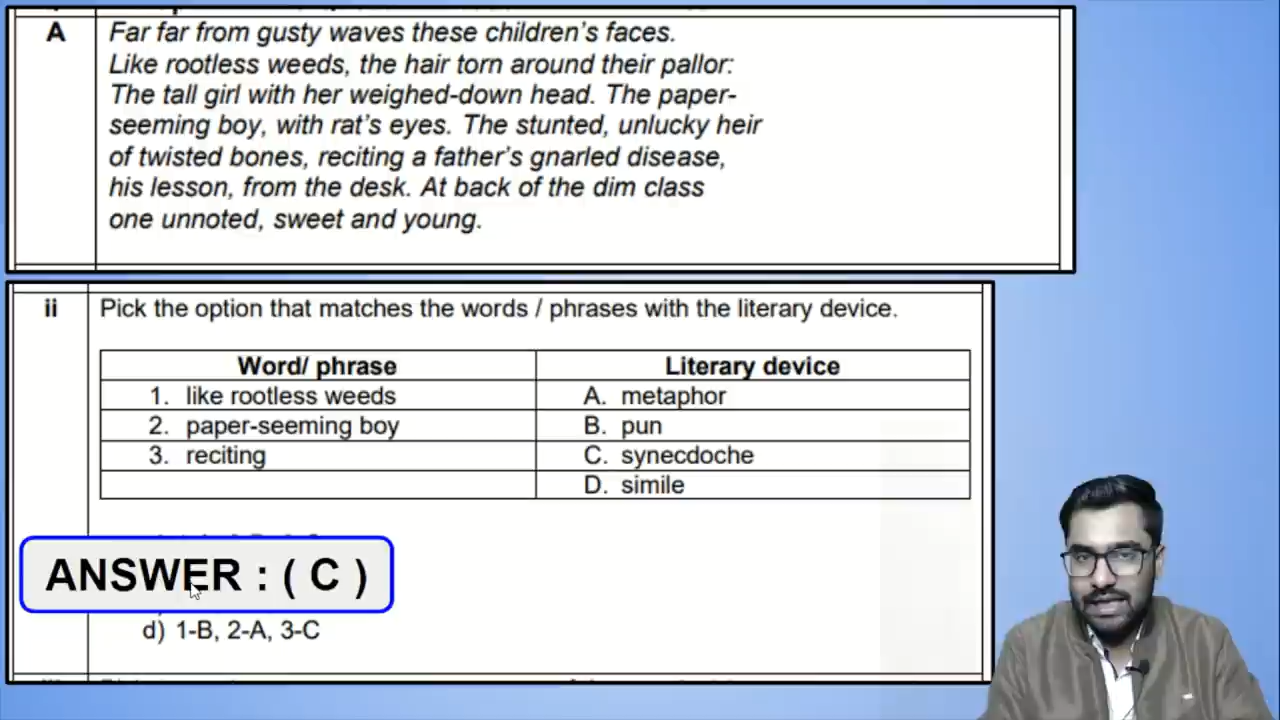 A
Far far from gusty waves these children's faces.
Like rootless weeds, the hair torn around their pallor:
The tall girl with her weighed-down head. The paper-
seeming boy, with rat's eyes. The stunted, unlucky heir
of twisted bones, reciting a father's gnarled disease,
his lesson, from the desk. At back of the dim class
one unnoted, sweet and young.
ii
Pick the option that matches the words / phrases with the literary device.
Word/ phrase Literary device
1. like rootless weeds A. metaphor
2. paper-seeming boy B. pun
3. reciting C. synecdoche
D. simile
ANSWER : ( C )
d) 1-B, 2-A, 3-C